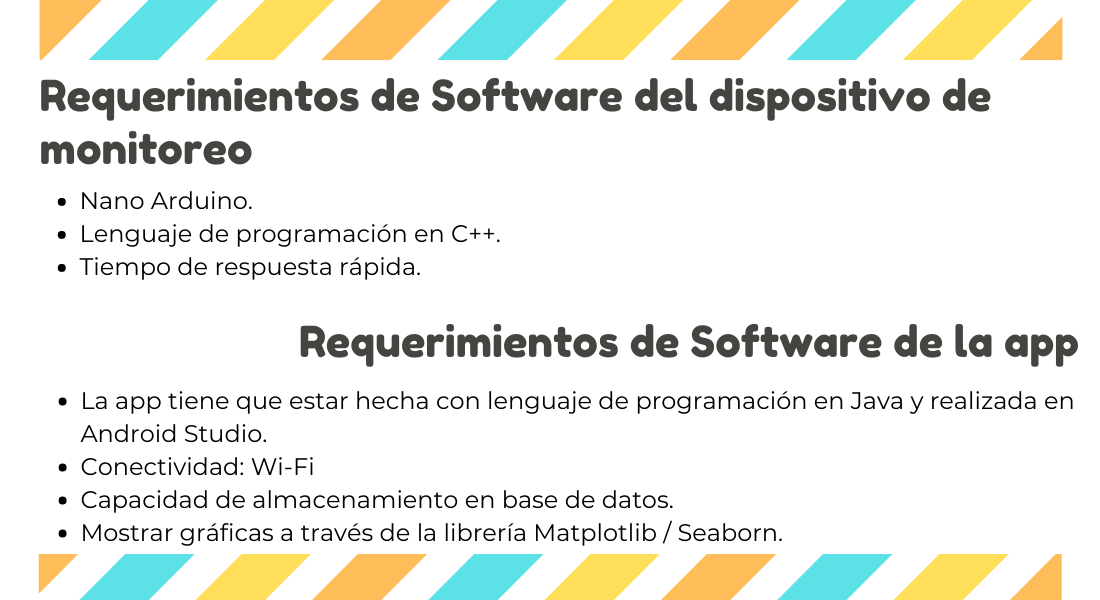 Requerimientos de Software del dispositivo de
monitoreo
• Nano Arduino.
• Lenguaje de programación en C++.
• Tiempo de respuesta rápida.
Requerimientos de Software de la app
• La app tiene que estar hecha con lenguaje de programación en Java y realizada en
Android Studio.
• Conectividad: Wi-Fi
• Capacidad de almacenamiento en base de datos.
• Mostrar gráficas a través de la librería Matplotlib / Seaborn.